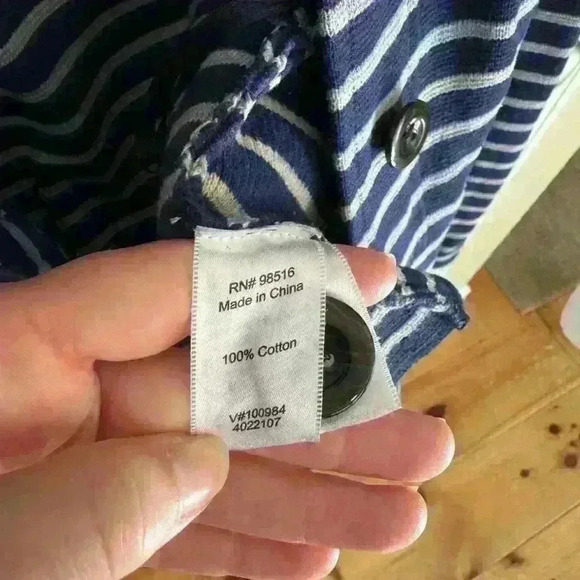 RN# 98516
Made in China
100% Cotton
V#100984
4022107